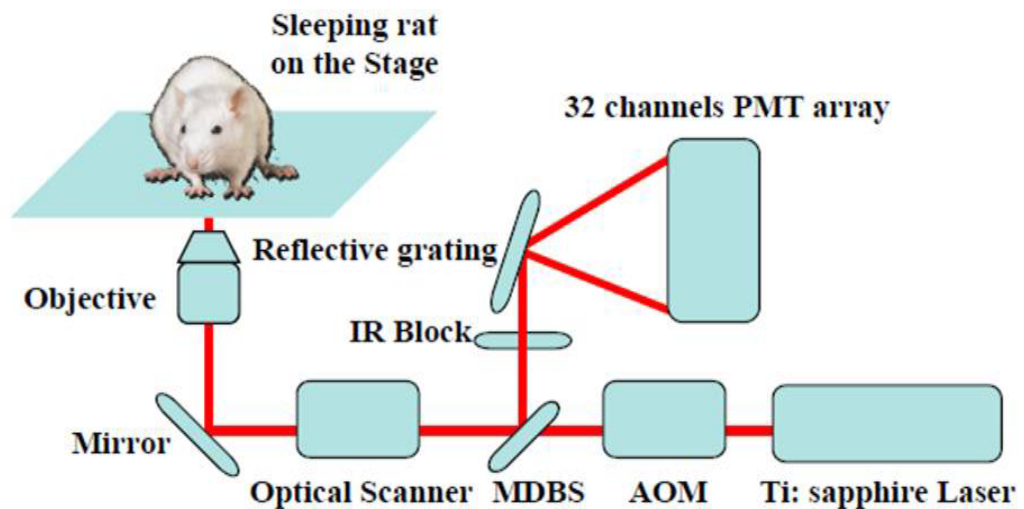 Sleeping rat
on the Stage
32 channels PMT array
Reflective grating
Objective
IR Block
Mirror
Optical Scanner
MDBS
AOM
Ti: sapphire Laser